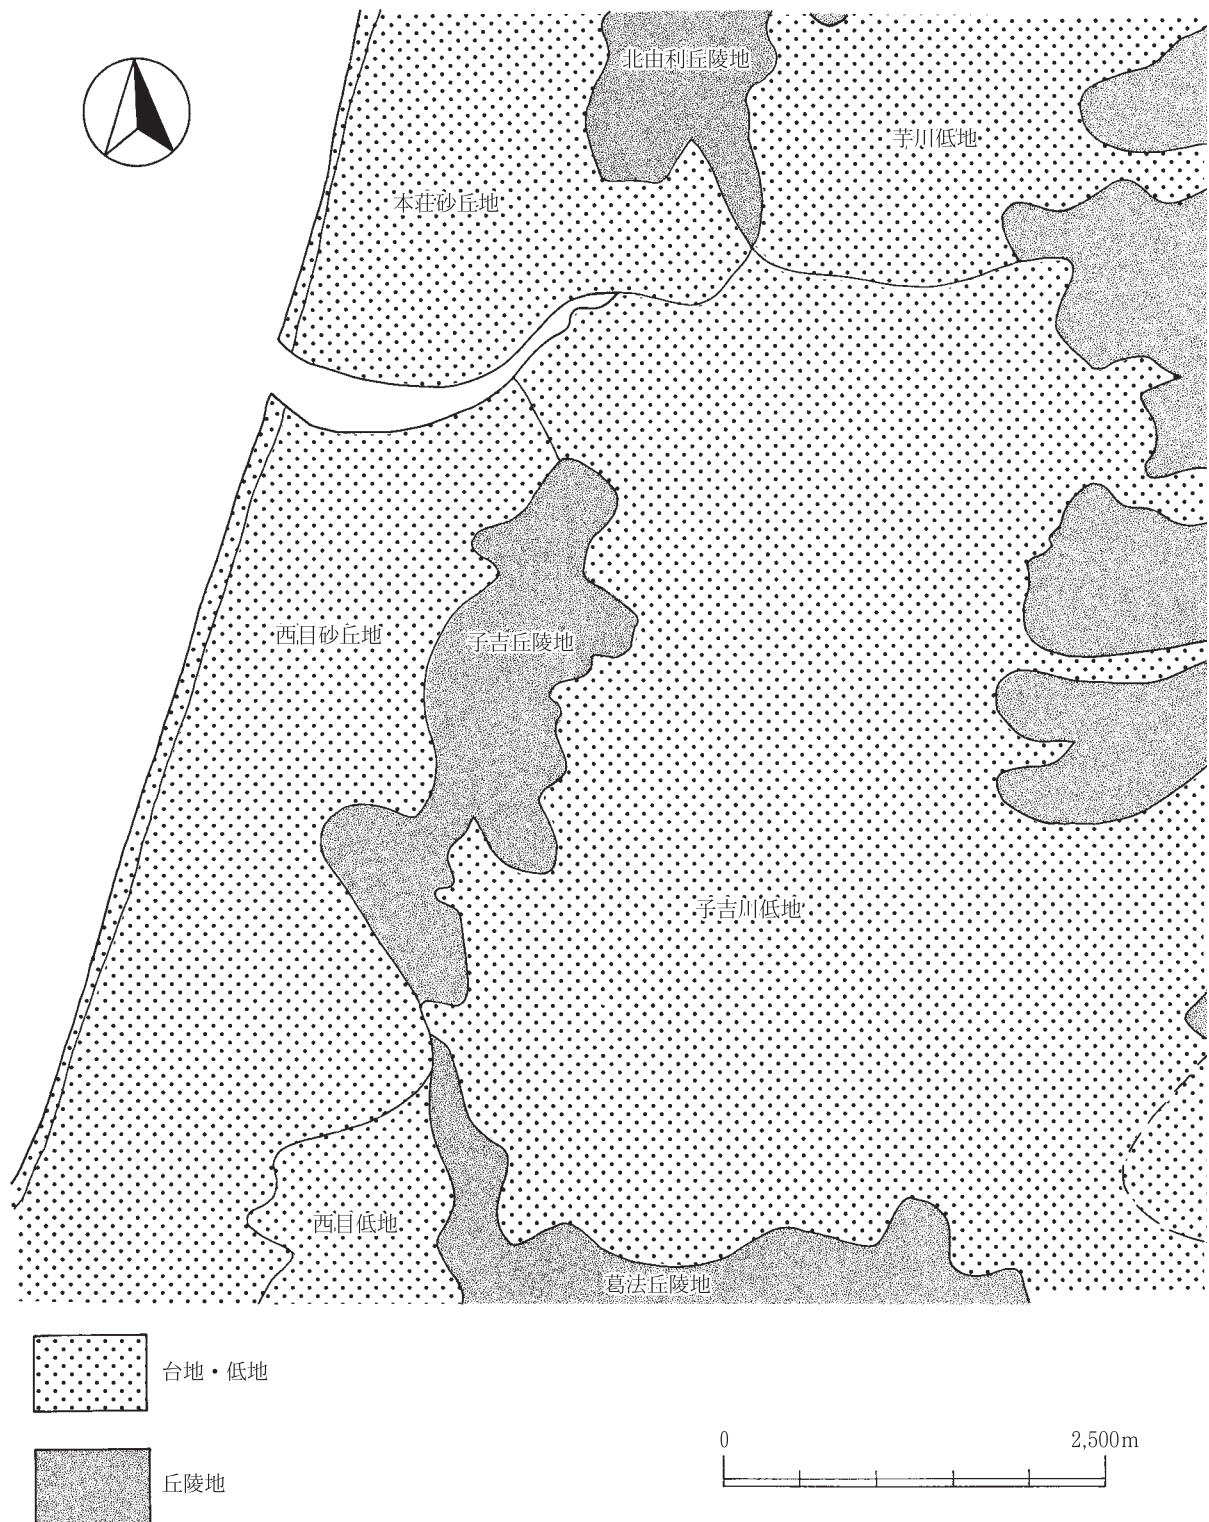 北由利丘陵地
芋川低地
本荘砂丘地
西目砂丘地
子吉丘陵地
子吉川低地
西目低地
葛法丘陵地
台地・低地
丘陵地
0 2,500m